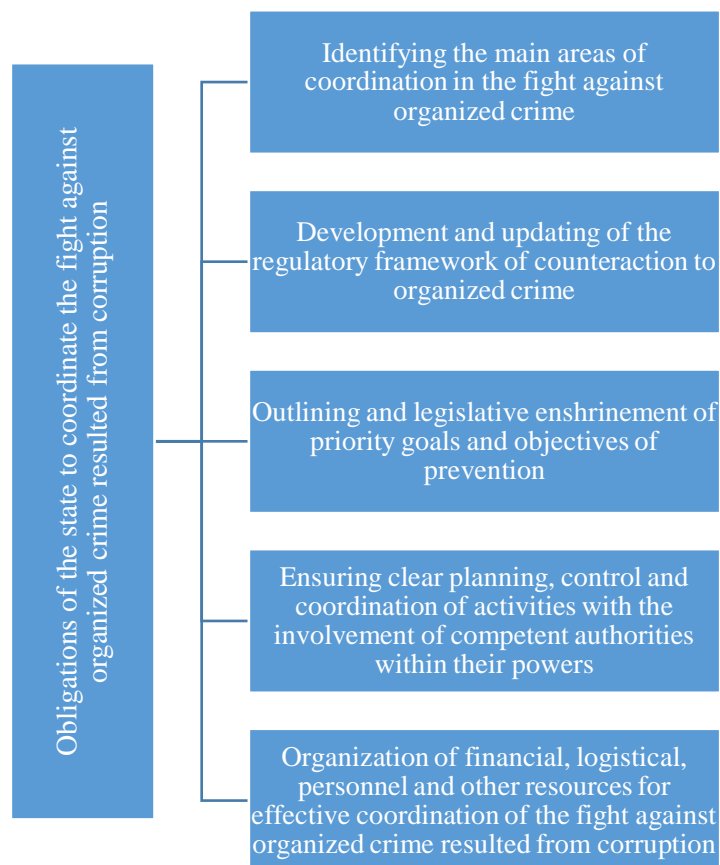 Obligations of the state to coordinate the fight against
organized crime resulted from corruption
Identifying the main areas of
coordination in the fight against
organized crime
Development and updating of the
regulatory framework of counteraction to
organized crime
Outlining and legislative enshrinement of
priority goals and objectives of
prevention
Ensuring clear planning, control and
coordination of activities with the
involvement of competent authorities
within their powers
Organization of financial, logistical,
personnel and other resources for
effective coordination of the fight against
organized crime resulted from corruption